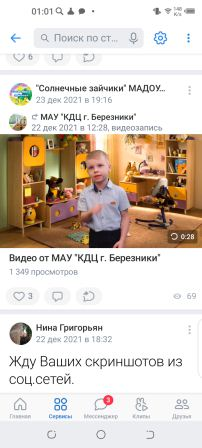 01:01
148
K/s
Поиск по ст...
6
"Солнечные зайчики" МАДОУ...
23 дек 2021 в 19:16
МАУ "КДЦ г. Березники"
22 дек 2021 в 12:28, видеозапись
0:28
Видео от МАУ "КДЦ г. Березники"
1 349 просмотров
3
69
Нина Григорьян
22 дек 2021 в 18:32
Жду Ваших скриншотов из
соц.сетей.
3
Главная
Сервисы
Мессенджер
Клипы
Друзья